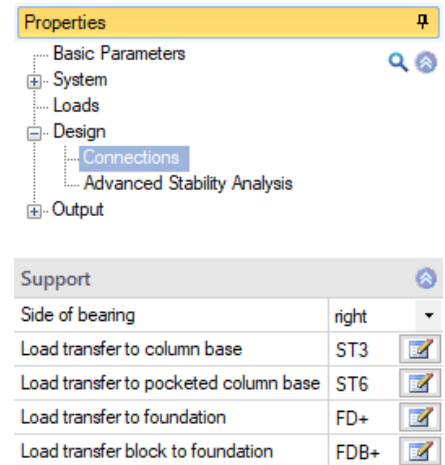 Properties
Basic Parameters
System
Loads
Design
Connections
Advanced Stability Analysis
Output
Support
Side of bearing right
Load transfer to column base ST3
Load transfer to pocketed column base ST6
Load transfer to foundation FD+
Load transfer block to foundation FDB+